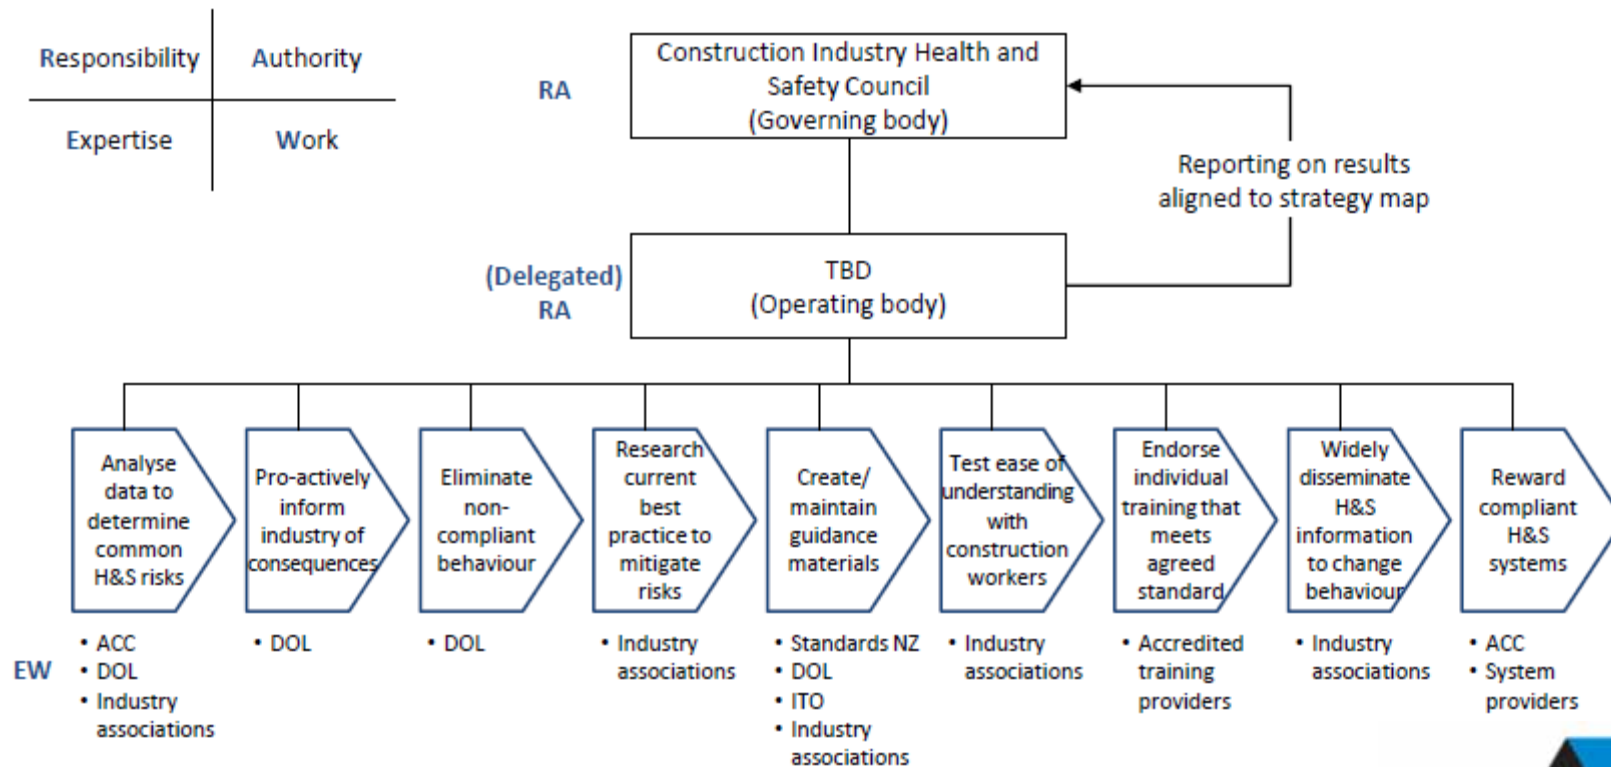 Responsibility
Authority
Expertise
Work
RA
Construction Industry Health and
Safety Council
(Governing body)
Reporting on results
aligned to strategy map
(Delegated)
RA
TBD
(Operating body)
Analyse
data to
determine
common
H&S risks
Pro-actively
inform
industry of
consequences
Eliminate
non-
compliant
behaviour
Research
current
best
practice to
mitigate
risks
Create/
maintain
guidance
materials
Test ease of
understanding
with
construction
workers
Endorse
individual
training that
meets
agreed
standard
Widely
disseminate
H&S
information
to change
behaviour
Reward
compliant
H&S
systems
EW
• ACC
• DOL
• Industry
associations
• DOL
• DOL
• Industry
associations
• Standards NZ
• DOL
• ITO
• Industry
associations
• Industry
associations
• Accredited
training
providers
• Industry
associations
• ACC
• System
providers